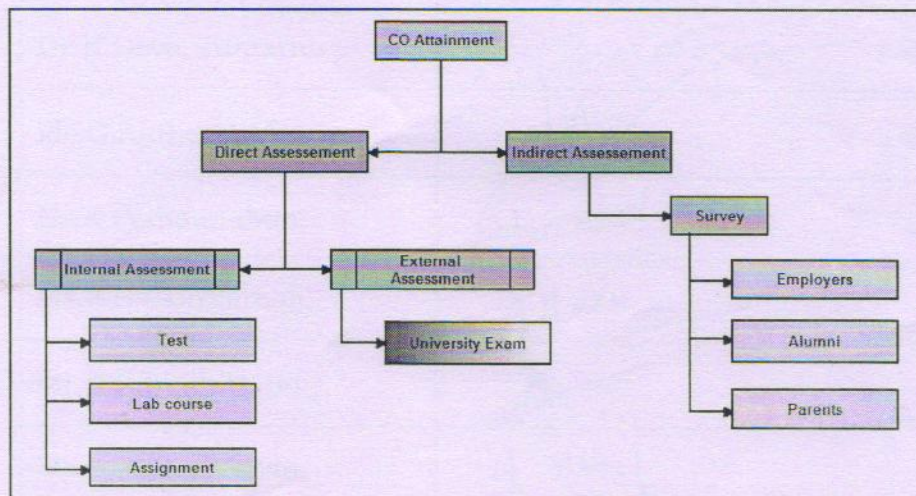 CO Attainment
Direct Assessement
Indirect Assessement
Survey
Internal Assessment
External
Assessment
Employers
Test
University Exam
Alumni
Lab course
Parents
Assignment